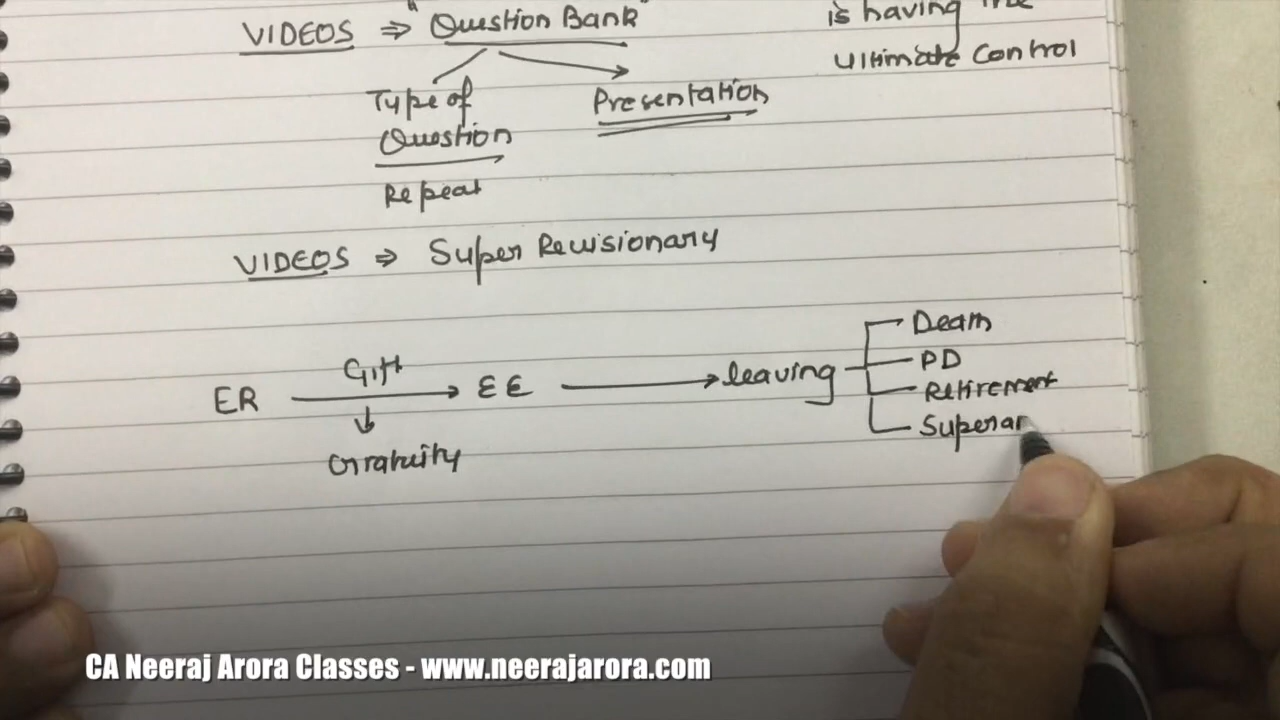 VIDEOS ⇒ "Question Bank"
is having the
ultimate control
Type of
Question
Presentation
Repeat
VIDEOS ⇒ Super Revisionary
ER
Gift
Gratuity
EE
leaving
Death
PD
Retirement
Superan
CA Neeraj Arora Classes - www.neerajarora.com